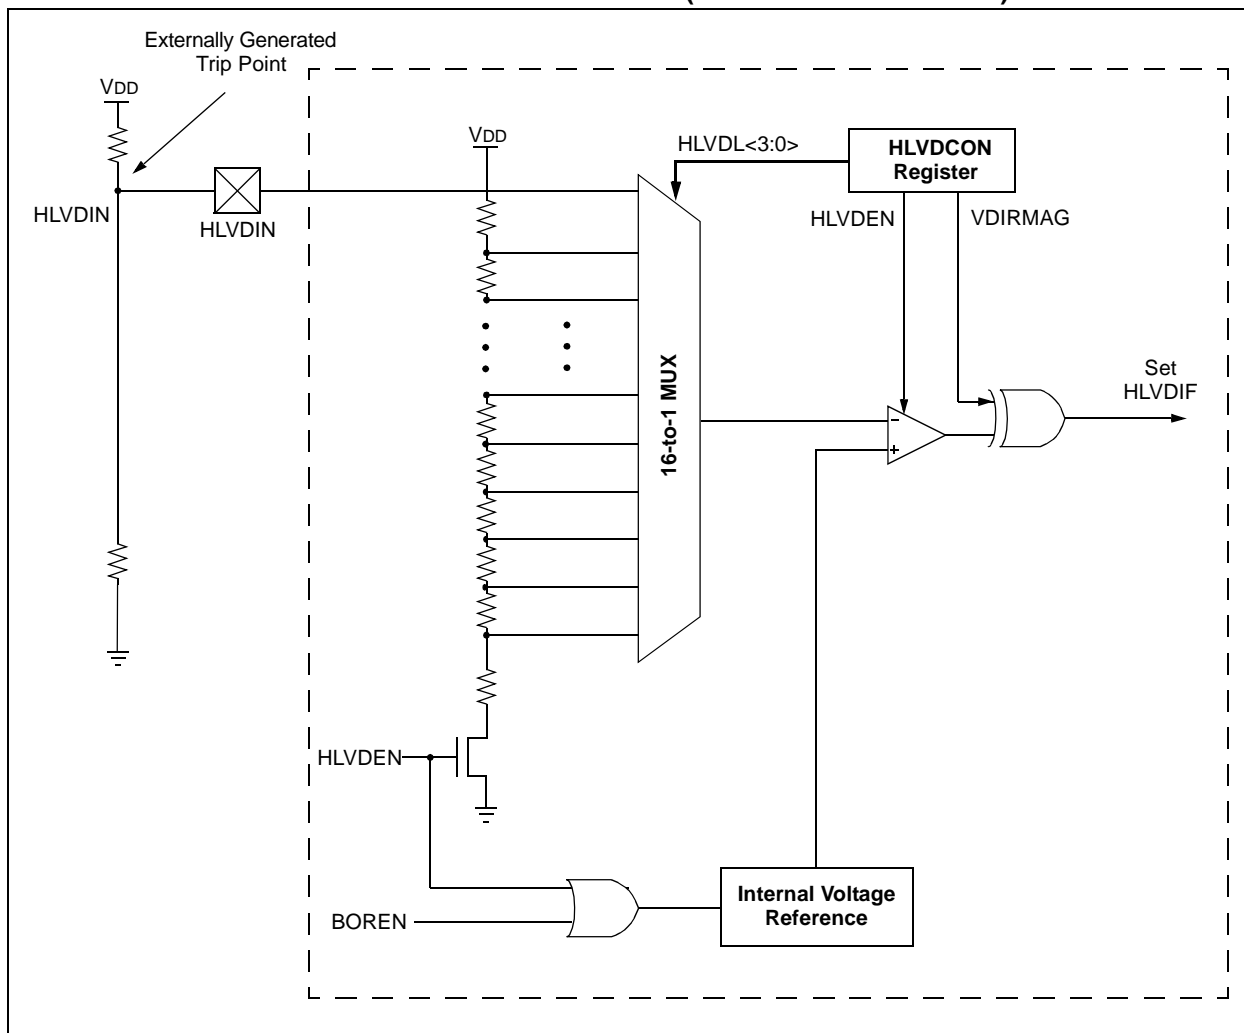 Externally Generated
Trip Point
VDD
VDD
HLVDL<3:0>
HLVDCON
Register
HLVDIN
HLVDIN
HLVDEN
VDIRMAG
16-to-1 MUX
Set
HLVDIF
–
+
HLVDEN
BOREN
Internal Voltage
Reference